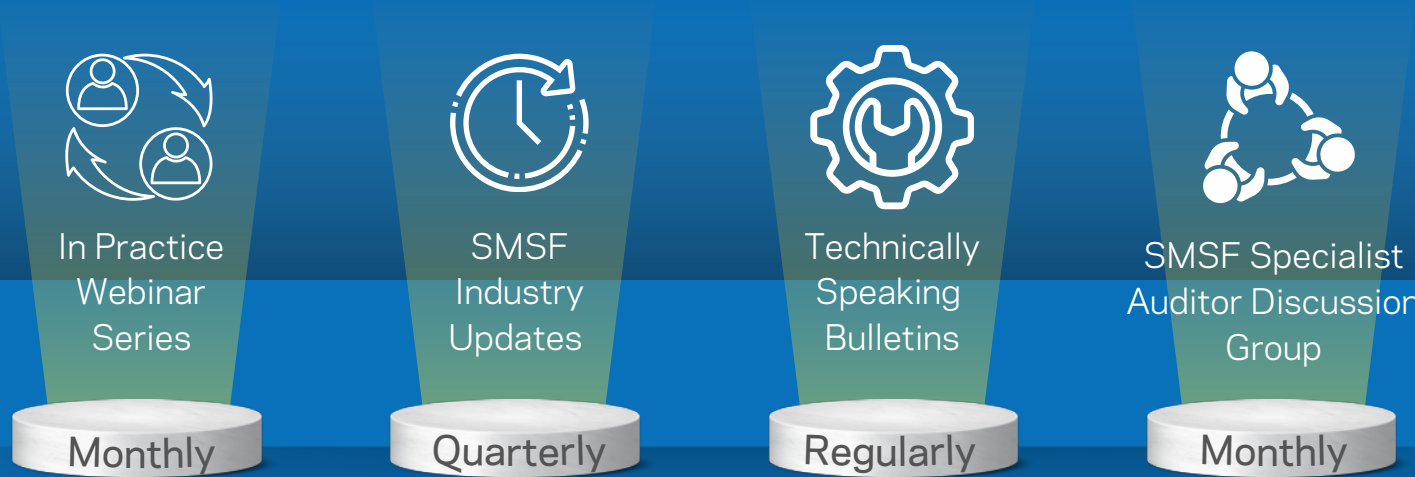 In Practice
Webinar
Series
Monthly
SMSF
Industry
Updates
Quarterly
Technically
Speaking
Bulletins
Regularly
SMSF Specialist
Auditor Discussion
Group
Monthly